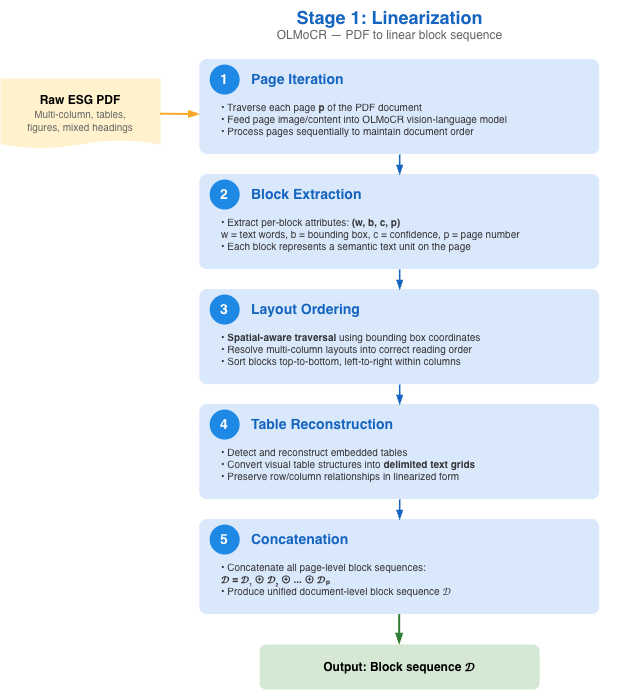 Stage 1: Linearization
OLMoCR — PDF to linear block sequence
Raw ESG PDF
Multi-column, tables,
figures, mixed headings
1 Page Iteration
• Traverse each page p of the PDF document
• Feed page image/content into OLMoCR vision-language model
• Process pages sequentially to maintain document order
2 Block Extraction
• Extract per-block attributes: (w, b, c, p)
w = text words, b = bounding box, c = confidence, p = page number
• Each block represents a semantic text unit on the page
3 Layout Ordering
• Spatial-aware traversal using bounding box coordinates
• Resolve multi-column layouts into correct reading order
• Sort blocks top-to-bottom, left-to-right within columns
4 Table Reconstruction
• Detect and reconstruct embedded tables
• Convert visual table structures into delimited text grids
• Preserve row/column relationships in linearized form
5 Concatenation
• Concatenate all page-level block sequences:
𝒟 = 𝒟₁ ⊕ 𝒟₂ ⊕ ... ⊕ 𝒟ₚ
• Produce unified document-level block sequence 𝒟
Output: Block sequence 𝒟